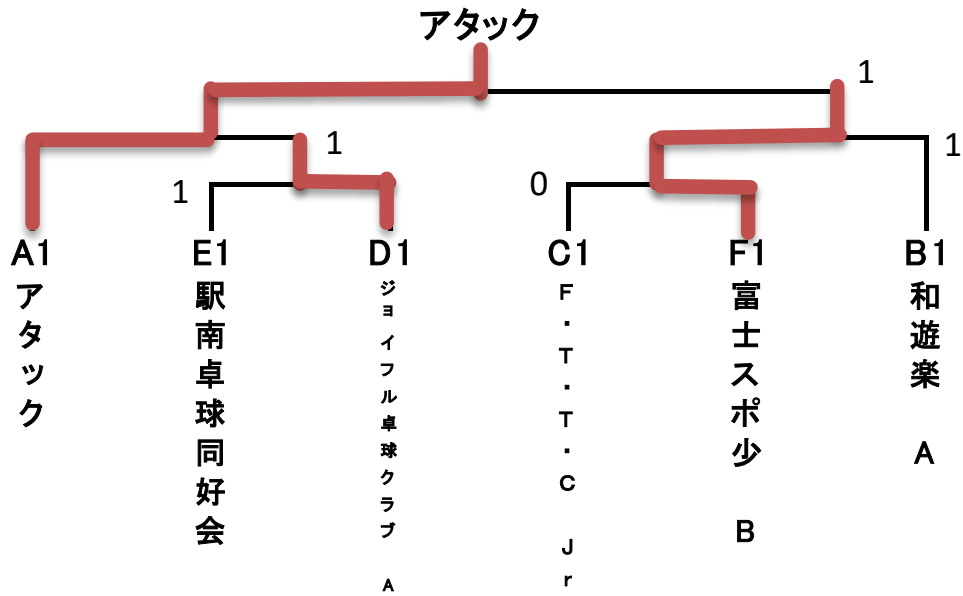 アタック
1
1
1
1
0
A1
E1
D1
C1
F1
B1
アタック
駅南卓球同好会
ジョイフル卓球クラブ A
F・T・T・C Jr
富士スポ少 B
和遊楽 A